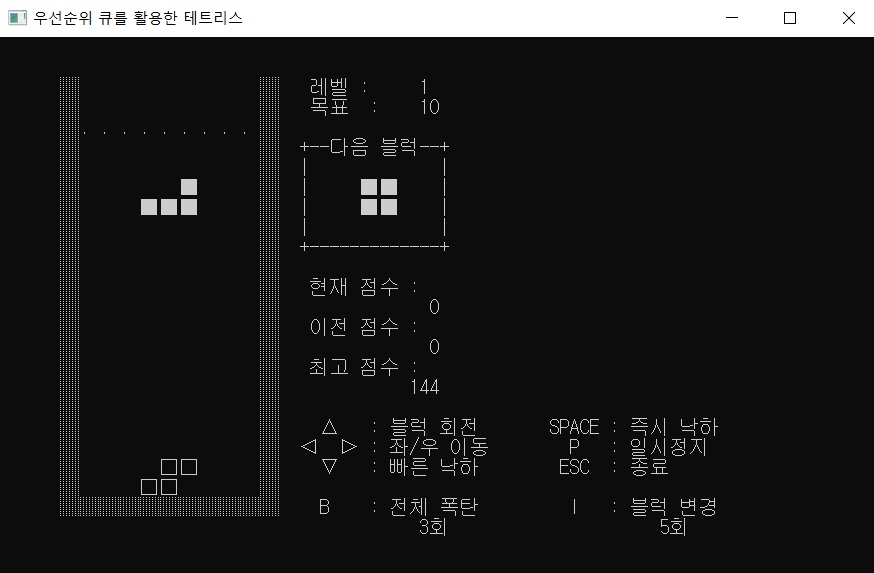 우선순위 큐를 활용한 테트리스
레벨 : 1
목표 : 10
다음 블럭
현재 점수 :
0
이전 점수 :
0
최고 점수 :
144
△ : 블럭 회전 SPACE : 즉시 낙하
◁ ▷ : 좌/우 이동 P : 일시정지
▽ : 빠른 낙하 ESC : 종료
B : 전체 폭탄 I : 블럭 변경
3회 5회